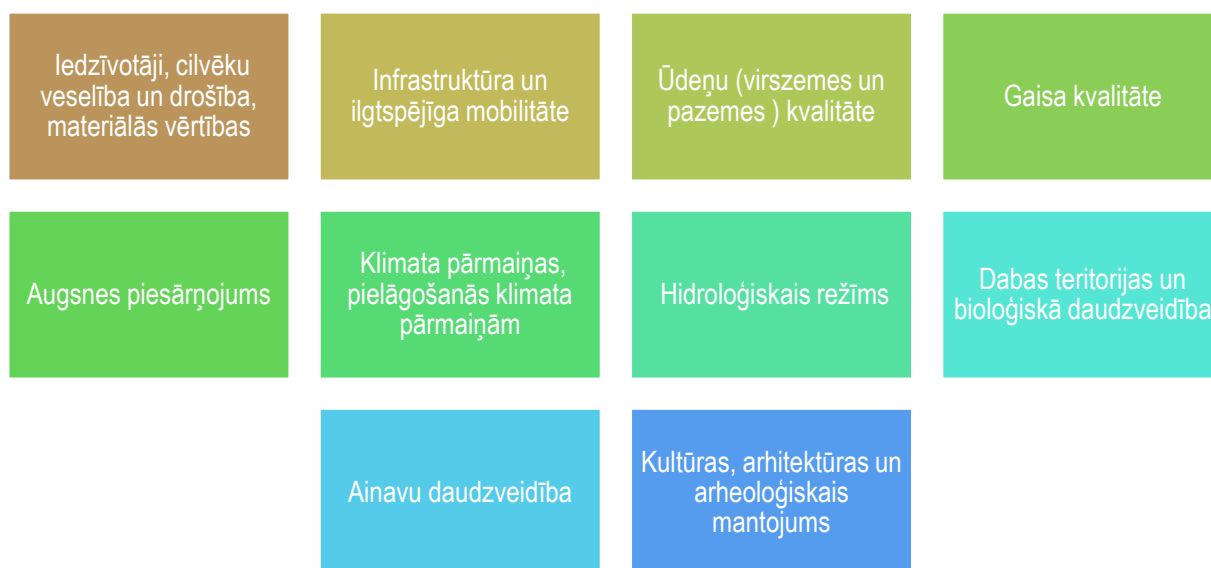 Iedzīvotāji, cilvēku
veselība un drošība,
materiālās vērtības
Infrastruktūra un
ilgtspējīga mobilitāte
Ūdeņu (virszemes un
pazemes ) kvalitāte
Gaisa kvalitāte
Augsnes piesārņojums
Klimata pārmaiņas,
pielāgošanās klimata
pārmaiņām
Hidroloģiskais režīms
Dabas teritorijas un
bioloģiskā daudzveidība
Ainavu daudzveidība
Kultūras, arhitektūras un
arheoloģiskais
mantojums